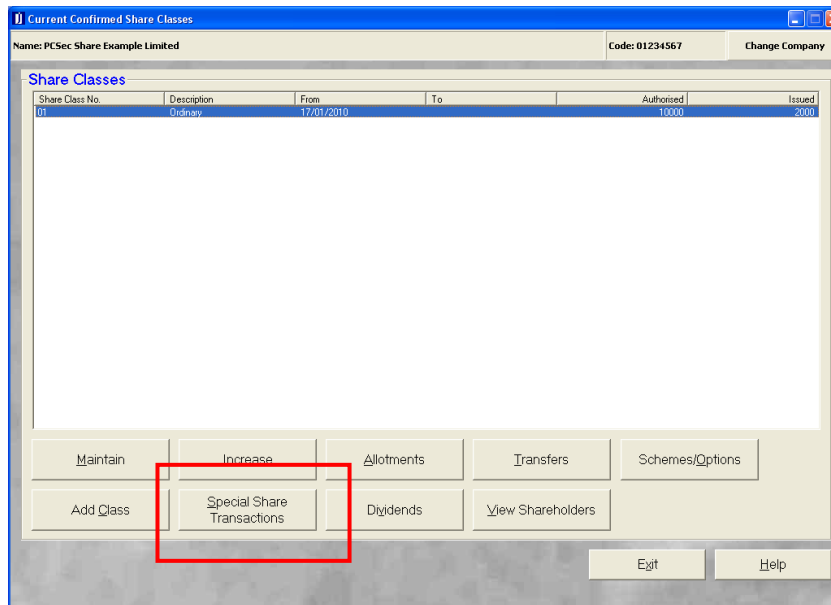 Current Confirmed Share Classes
Name: PCSec Share Example Limited Code: 01234567 Change Company
Share Classes
Share Class No. Description From To Authorised Issued
01 Ordinary 17/01/2010 10000 2000
Maintain Increase Allotments Transfers Schemes/Options
Add Class Special Share Transactions Dividends View Shareholders
Exit Help